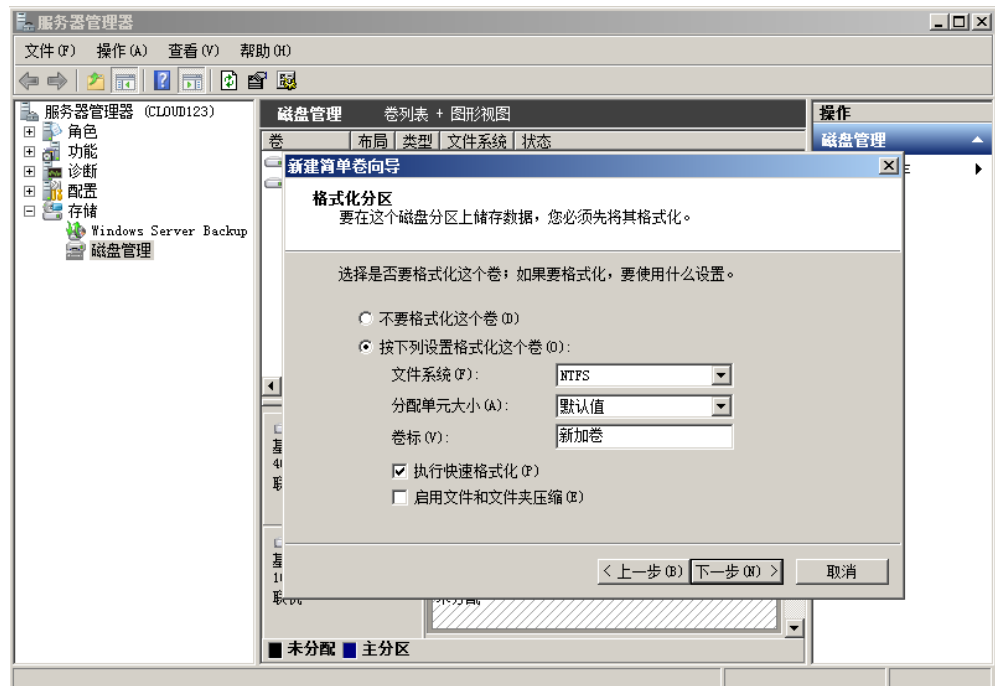 服务器管理器
文件(F) 操作(A) 查看(V) 帮助(H)
服务器管理器 (CLOUD123)
角色
功能
诊断
配置
存储
Windows Server Backup
磁盘管理
磁盘管理 卷列表 + 图形视图
卷 布局 类型 文件系统 状态
操作
磁盘管理
新建简单卷向导
格式化分区
要在这个磁盘分区上储存数据，您必须先将其格式化。
选择是否要格式化这个卷；如果要格式化，要使用什么设置。
不要格式化这个卷(D)
按下列设置格式化这个卷(O):
文件系统(F): NTFS
分配单元大小(A): 默认值
卷标(V): 新加卷
执行快速格式化(P)
启用文件和文件夹压缩(E)
< 上一步(B) 下一步(N) > 取消
未分配 主分区